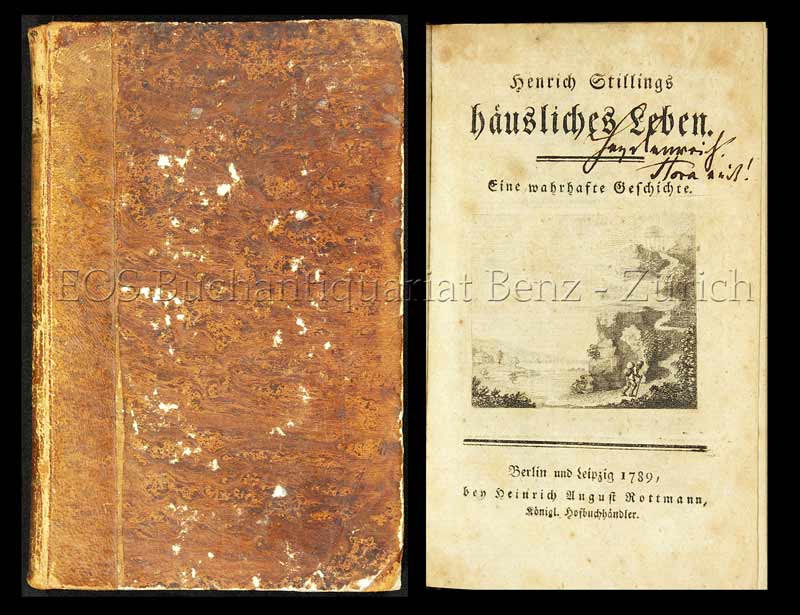 Henrich Stillings
häusliches Leben.
Eine wahrhafte Geschichte.
EOS Buchantiquariat Benz - Zürich
Berlin und Leipzig 1789,
bey Heinrich August Rottmann,
Königl. Hofbuchhändler.